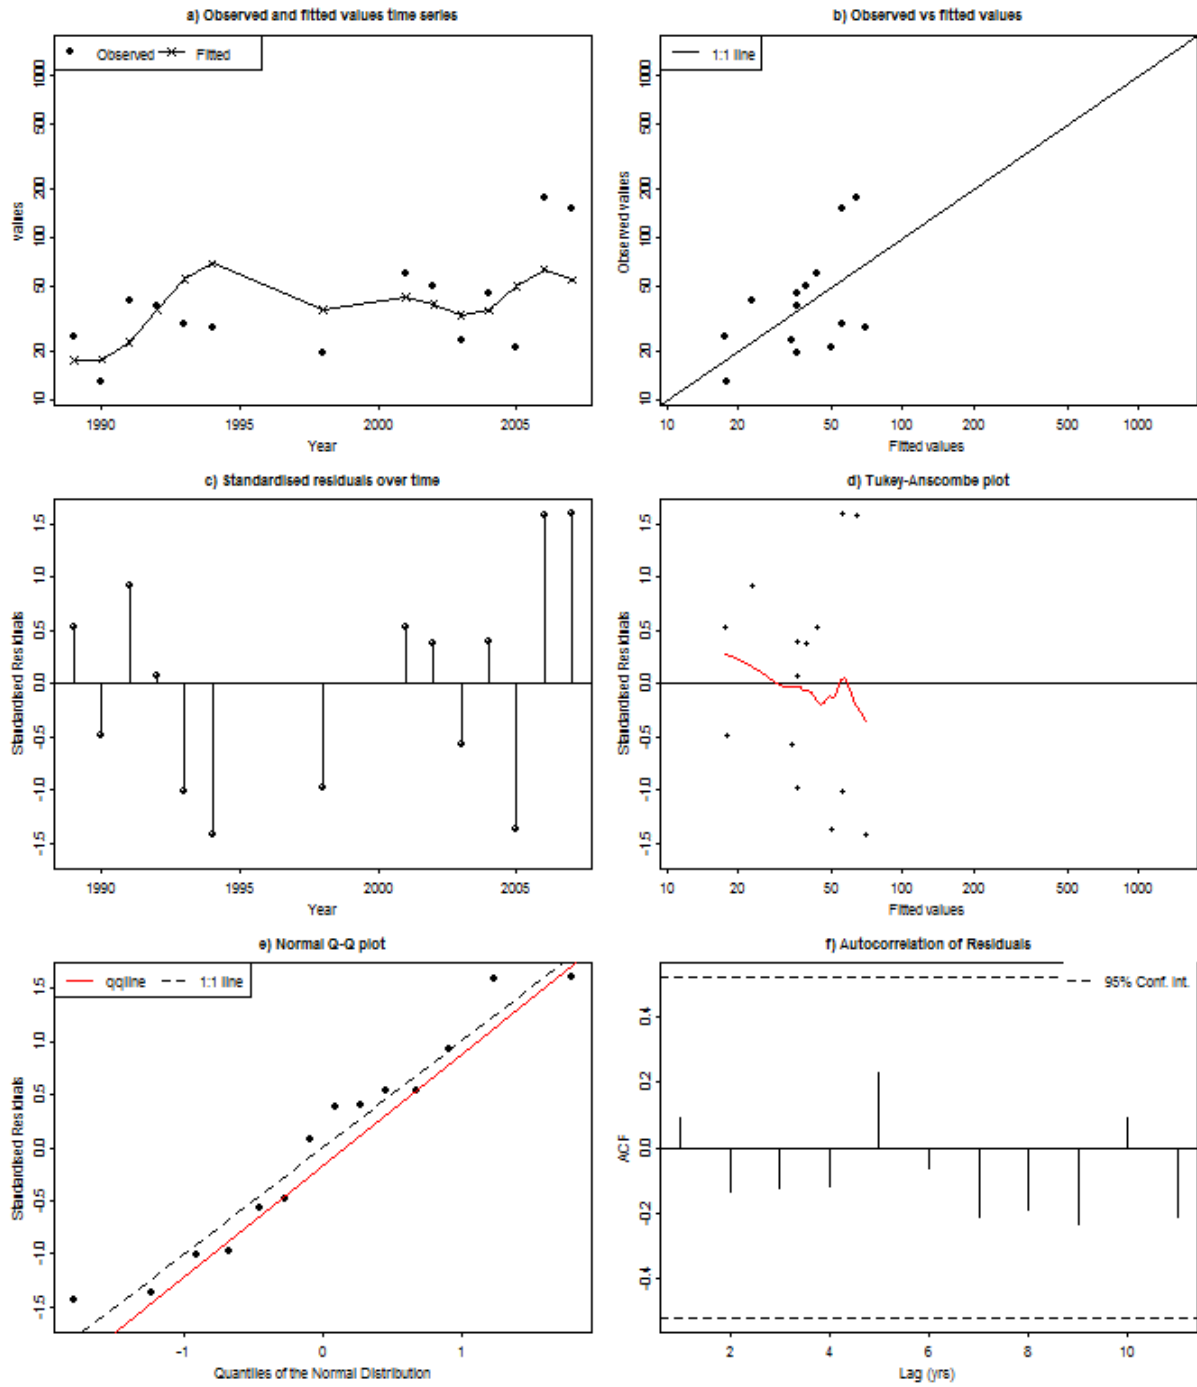 a) Observed and fitted values time series
Observed Fitted
values
10 20 50 100 200 500 1000
1990 1995 2000 2005
Year
b) Observed vs fitted values
1:1 line
Observed values
10 20 50 100 200 500 1000
10 20 50 100 200 500 1000
Fitted values
c) Standardised residuals over time
Standardised Residuals
-1.5 -1.0 -0.5 0.0 0.5 1.0 1.5
1990 1995 2000 2005
Year
d) Tukey-Anscombe plot
Standardised Residuals
-1.5 -1.0 -0.5 0.0 0.5 1.0 1.5
10 20 50 100 200 500 1000
Fitted values
e) Normal Q-Q plot
qqline 1:1 line
Standardised Residuals
-1.5 -1.0 -0.5 0.0 0.5 1.0 1.5
-1 0 1
Quantiles of the Normal Distribution
f) Autocorrelation of Residuals
95% Conf. Int.
ACF
-0.4 -0.2 0.0 0.2 0.4
2 4 6 8 10
Lag (yrs)